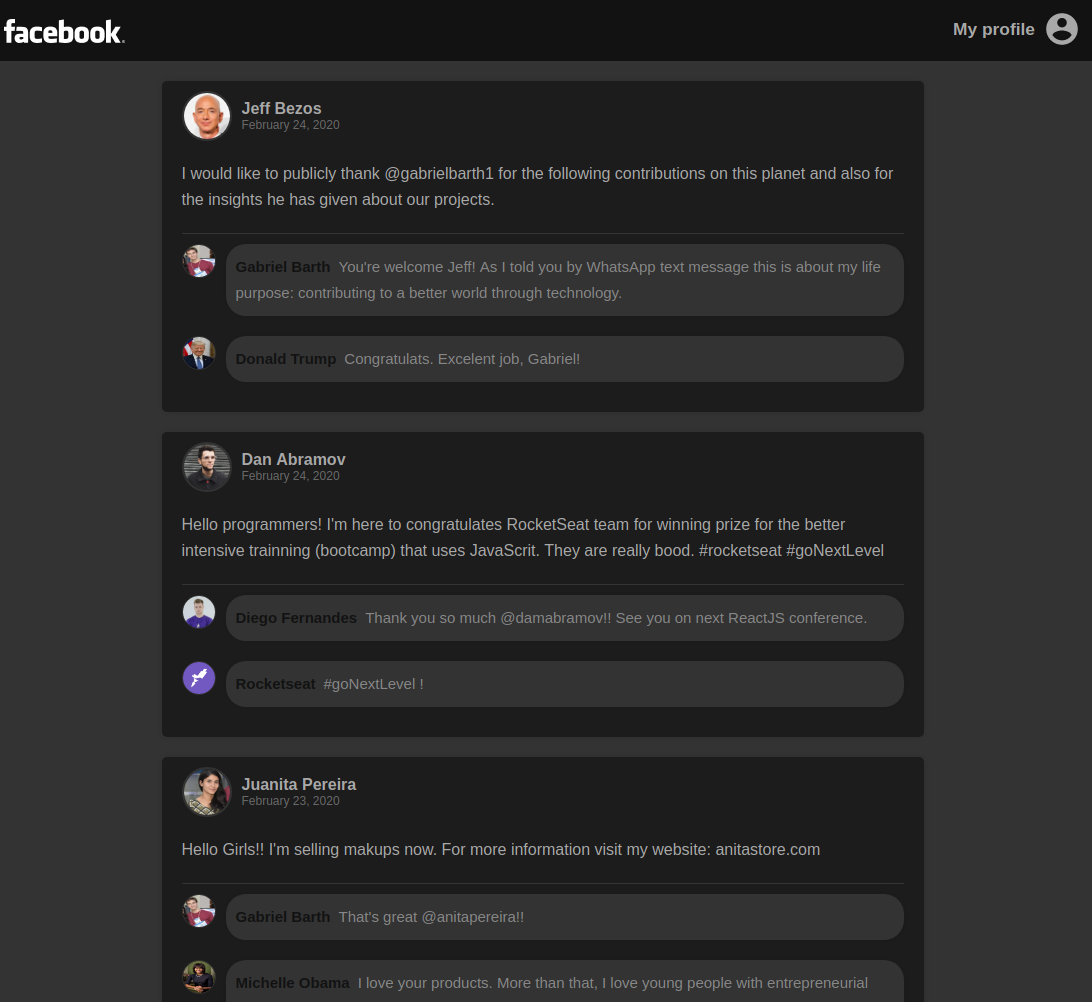 facebook.
My profile
Jeff Bezos
February 24, 2020
I would like to publicly thank @gabrielbarth1 for the following contributions on this planet and also for
the insights he has given about our projects.
Gabriel Barth You're welcome Jeff! As I told you by WhatsApp text message this is about my life
purpose: contributing to a better world through technology.
Donald Trump Congratulats. Excelent job, Gabriel!
Dan Abramov
February 24, 2020
Hello programmers! I'm here to congratulates RocketSeat team for winning prize for the better
intensive trainning (bootcamp) that uses JavaScrit. They are really bood. #rocketseat #goNextLevel
Diego Fernandes Thank you so much @damabramov!! See you on next ReactJS conference.
Rocketseat #goNextLevel !
Juanita Pereira
February 23, 2020
Hello Girls!! I'm selling makups now. For more information visit my website: anitastore.com
Gabriel Barth That's great @anitapereira!!
Michelle Obama I love your products. More than that, I love young people with entrepreneurial